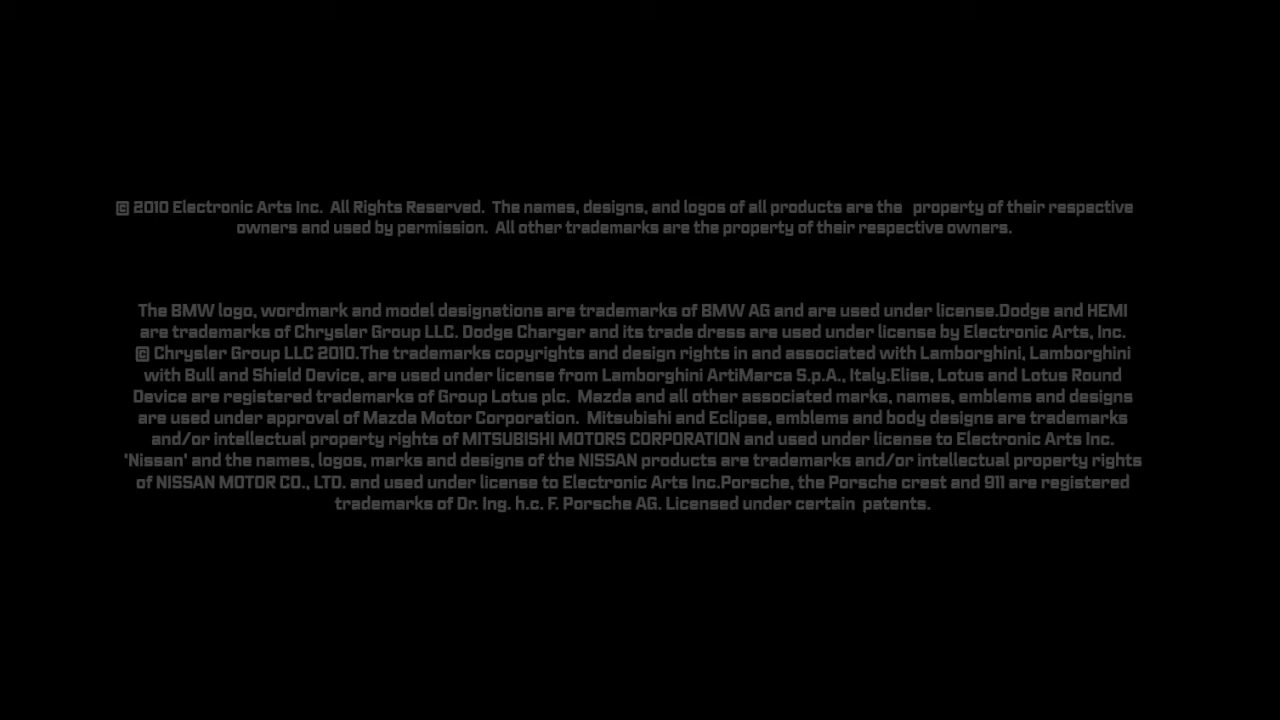 © 2010 Electronic Arts Inc.  All Rights Reserved.  The names, designs, and logos of all products are the  property of their respective
owners and used by permission.  All other trademarks are the property of their respective owners.
The BMW logo, wordmark and model designations are trademarks of BMW AG and are used under license.Dodge and HEMI
are trademarks of Chrysler Group LLC. Dodge Charger and its trade dress are used under license by Electronic Arts, Inc.
© Chrysler Group LLC 2010.The trademarks copyrights and design rights in and associated with Lamborghini, Lamborghini
with Bull and Shield Device, are used under license from Lamborghini ArtiMarca S.p.A., Italy.Elise, Lotus and Lotus Round
Device are registered trademarks of Group Lotus plc.  Mazda and all other associated marks, names, emblems and designs
are used under approval of Mazda Motor Corporation.  Mitsubishi and Eclipse, emblems and body designs are trademarks
and/or intellectual property rights of MITSUBISHI MOTORS CORPORATION and used under license to Electronic Arts Inc.
'Nissan' and the names, logos, marks and designs of the NISSAN products are trademarks and/or intellectual property rights
of NISSAN MOTOR CO., LTD. and used under license to Electronic Arts Inc.Porsche, the Porsche crest and 911 are registered
trademarks of Dr. Ing. h.c. F. Porsche AG. Licensed under certain  patents.